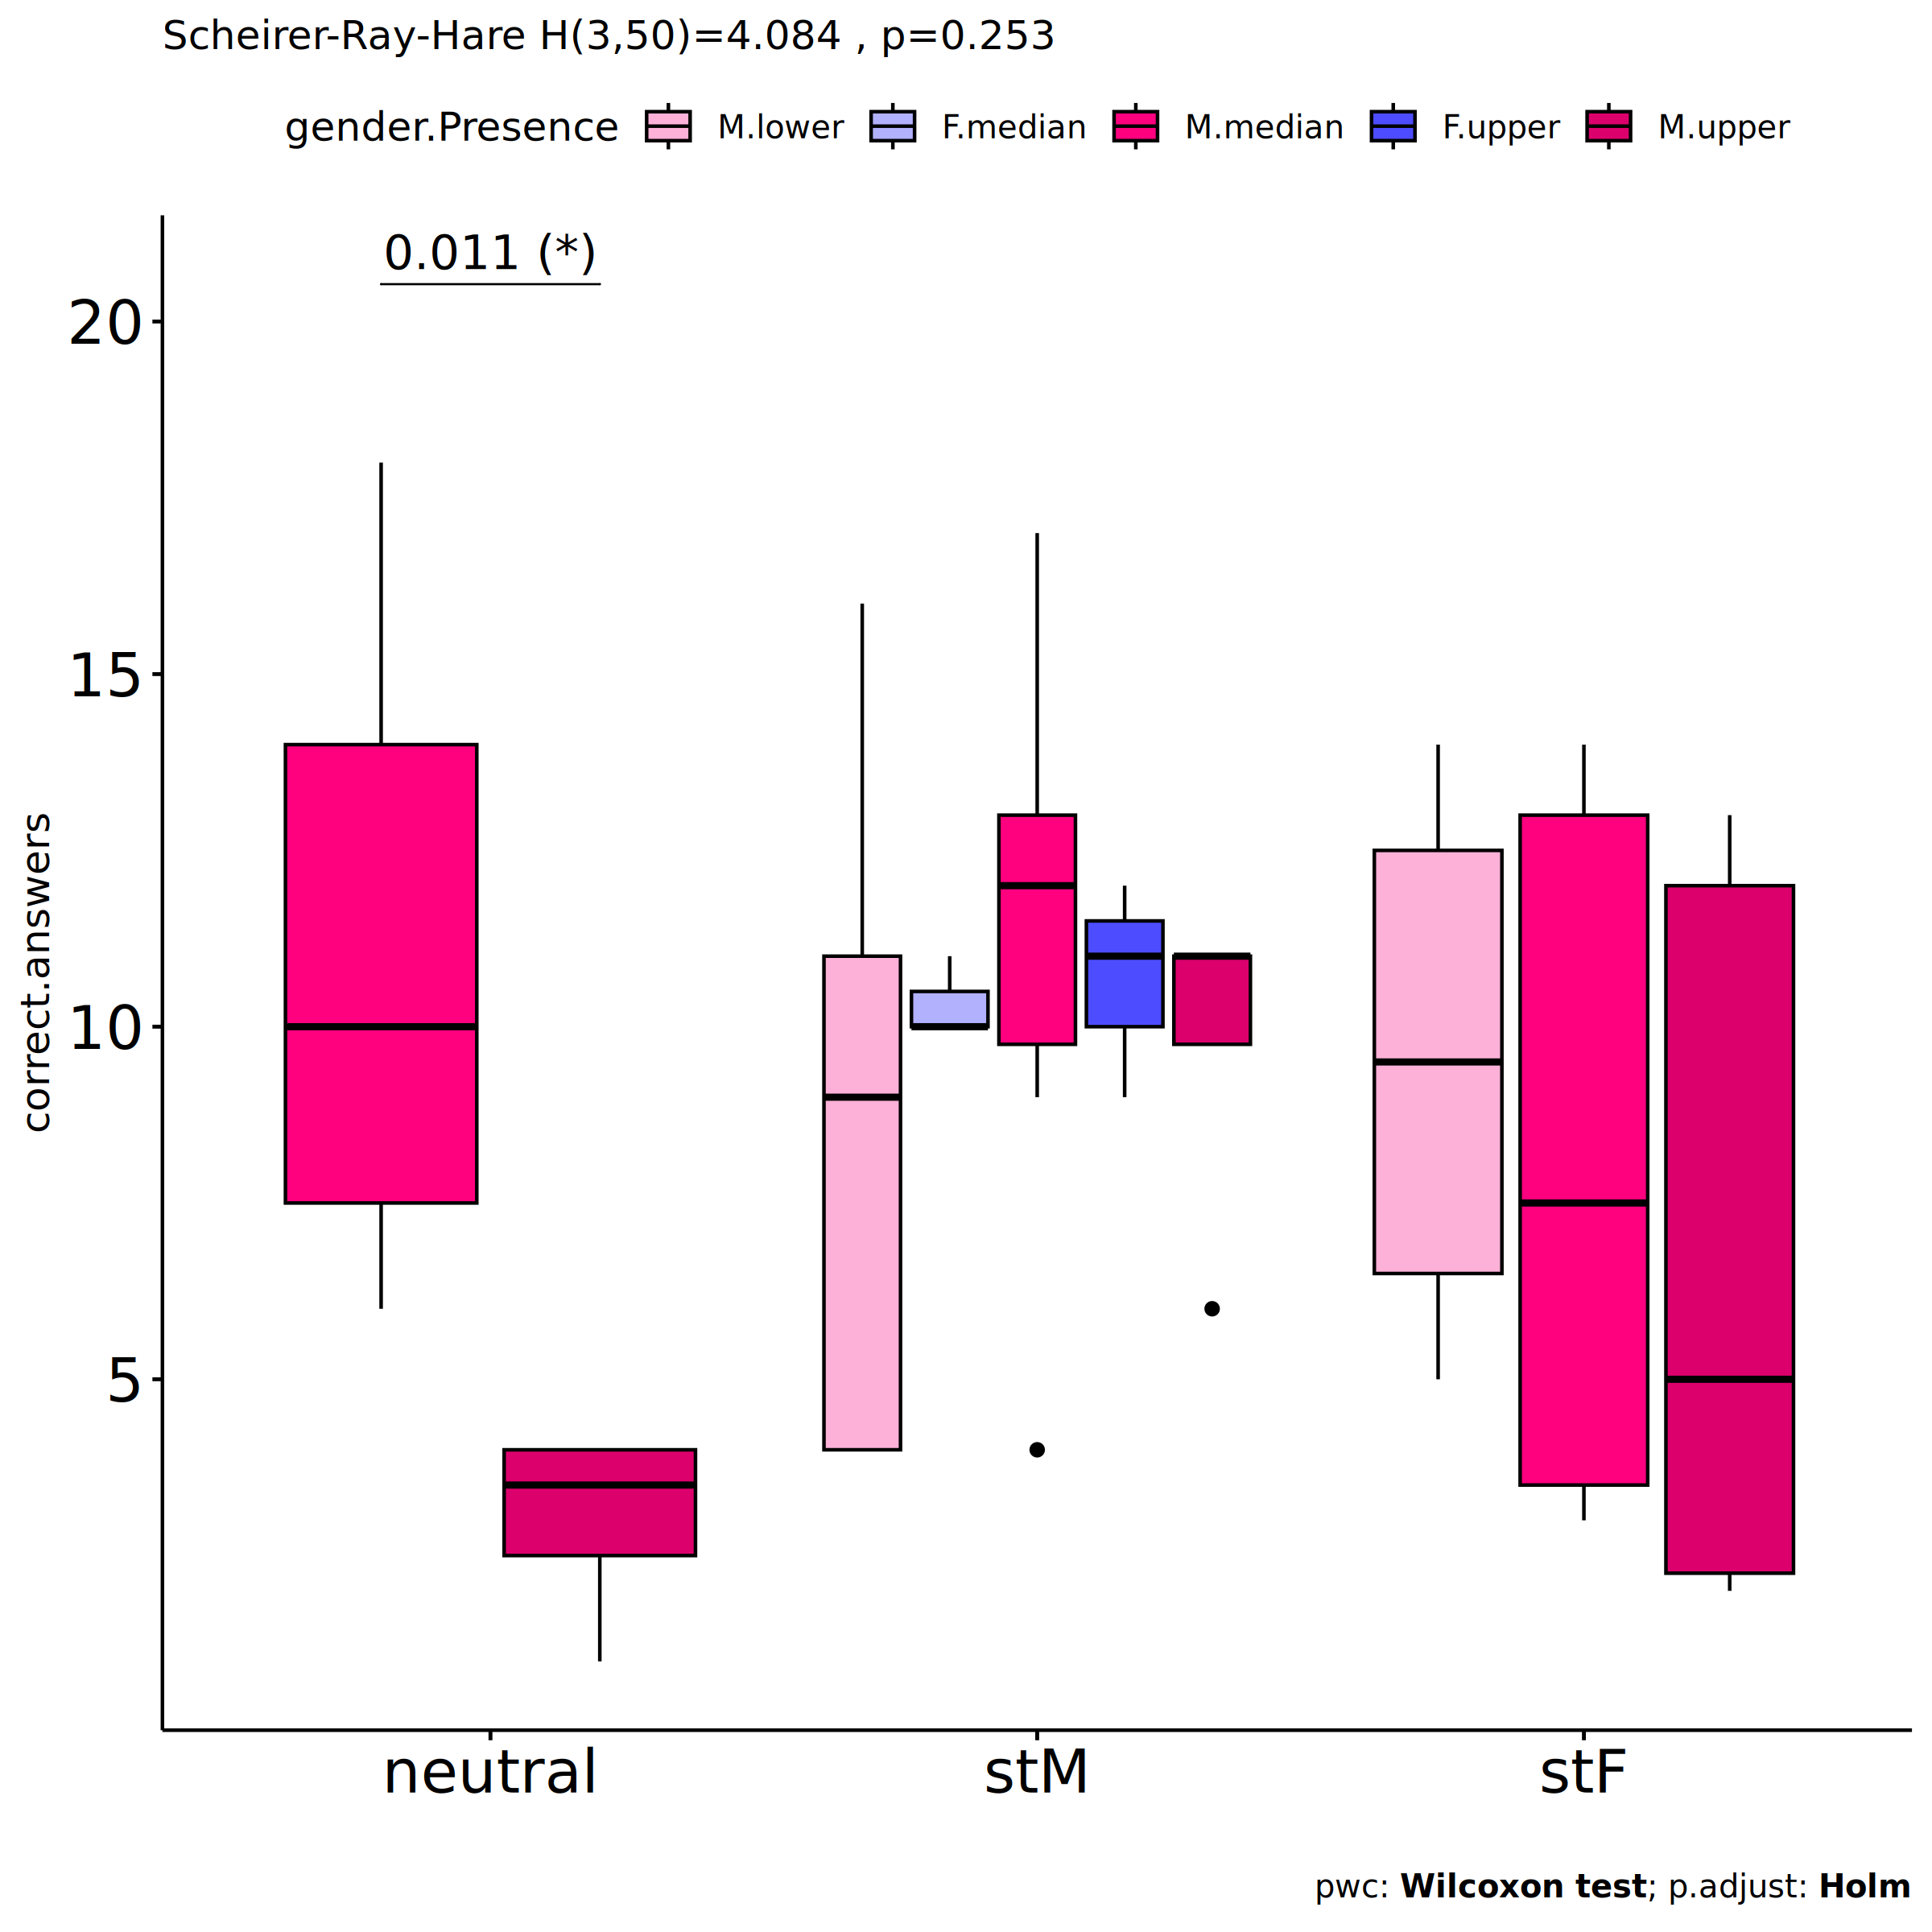 Scheirer-Ray-Hare H(3,50)=4.084 , p=0.253
gender.Presence M.lower F.median M.median F.upper M.upper
0.011 (*)
20
15
10
5
correct.answers
neutral stM stF
pwc: Wilcoxon test; p.adjust: Holm